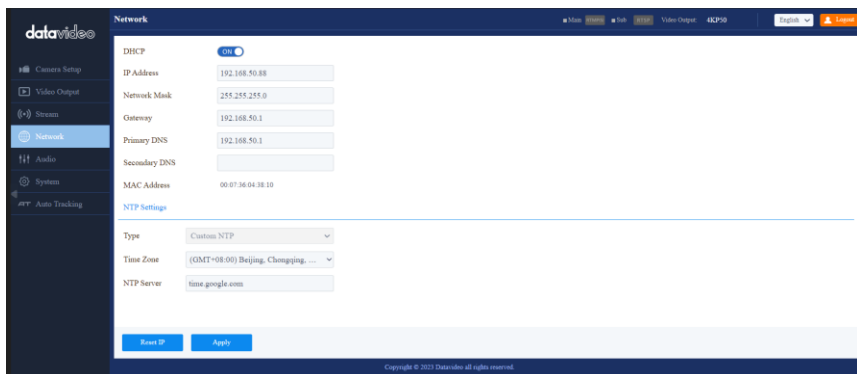 datavideo
Network
Main RTMP(S) Sub RTSP Video Output: 4KP50 English Logout
Camera Setup
Video Output
Stream
Network
Audio
System
Auto Tracking
DHCP ON
IP Address 192.168.50.88
Network Mask 255.255.255.0
Gateway 192.168.50.1
Primary DNS 192.168.50.1
Secondary DNS
MAC Address 00:07:36:04:38:10
NTP Settings
Type Custom NTP
Time Zone (GMT+08:00) Beijing, Chongqing, ...
NTP Server time.google.com
Reset IP Apply
Copyright © 2023 Datavideo all rights reserved.